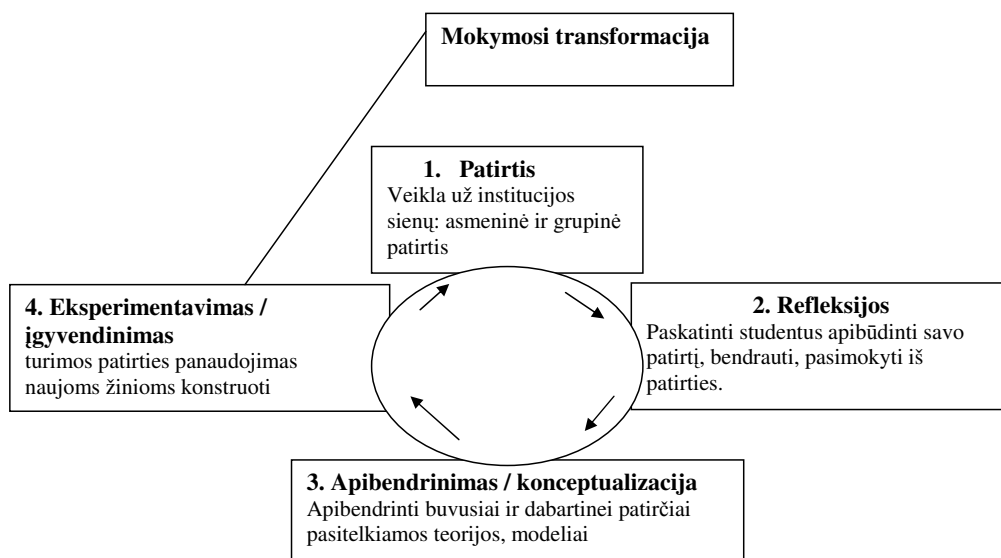 Mokymosi transformacija
1. Patirtis
Veikla už institucijos
sienų: asmeninė ir grupinė
patirtis
2. Refleksijos
Paskatinti studentus apibūdinti savo
patirtį, bendrauti, pasimokyti iš
patirties.
3. Apibendrinimas / konceptualizacija
Apibendrinti buvusiai ir dabartinei patirčiai
pasitelkiamos teorijos, modeliai
4. Eksperimentavimas /
įgyvendinimas
turimos patirties panaudojimas
naujoms žinioms konstruoti